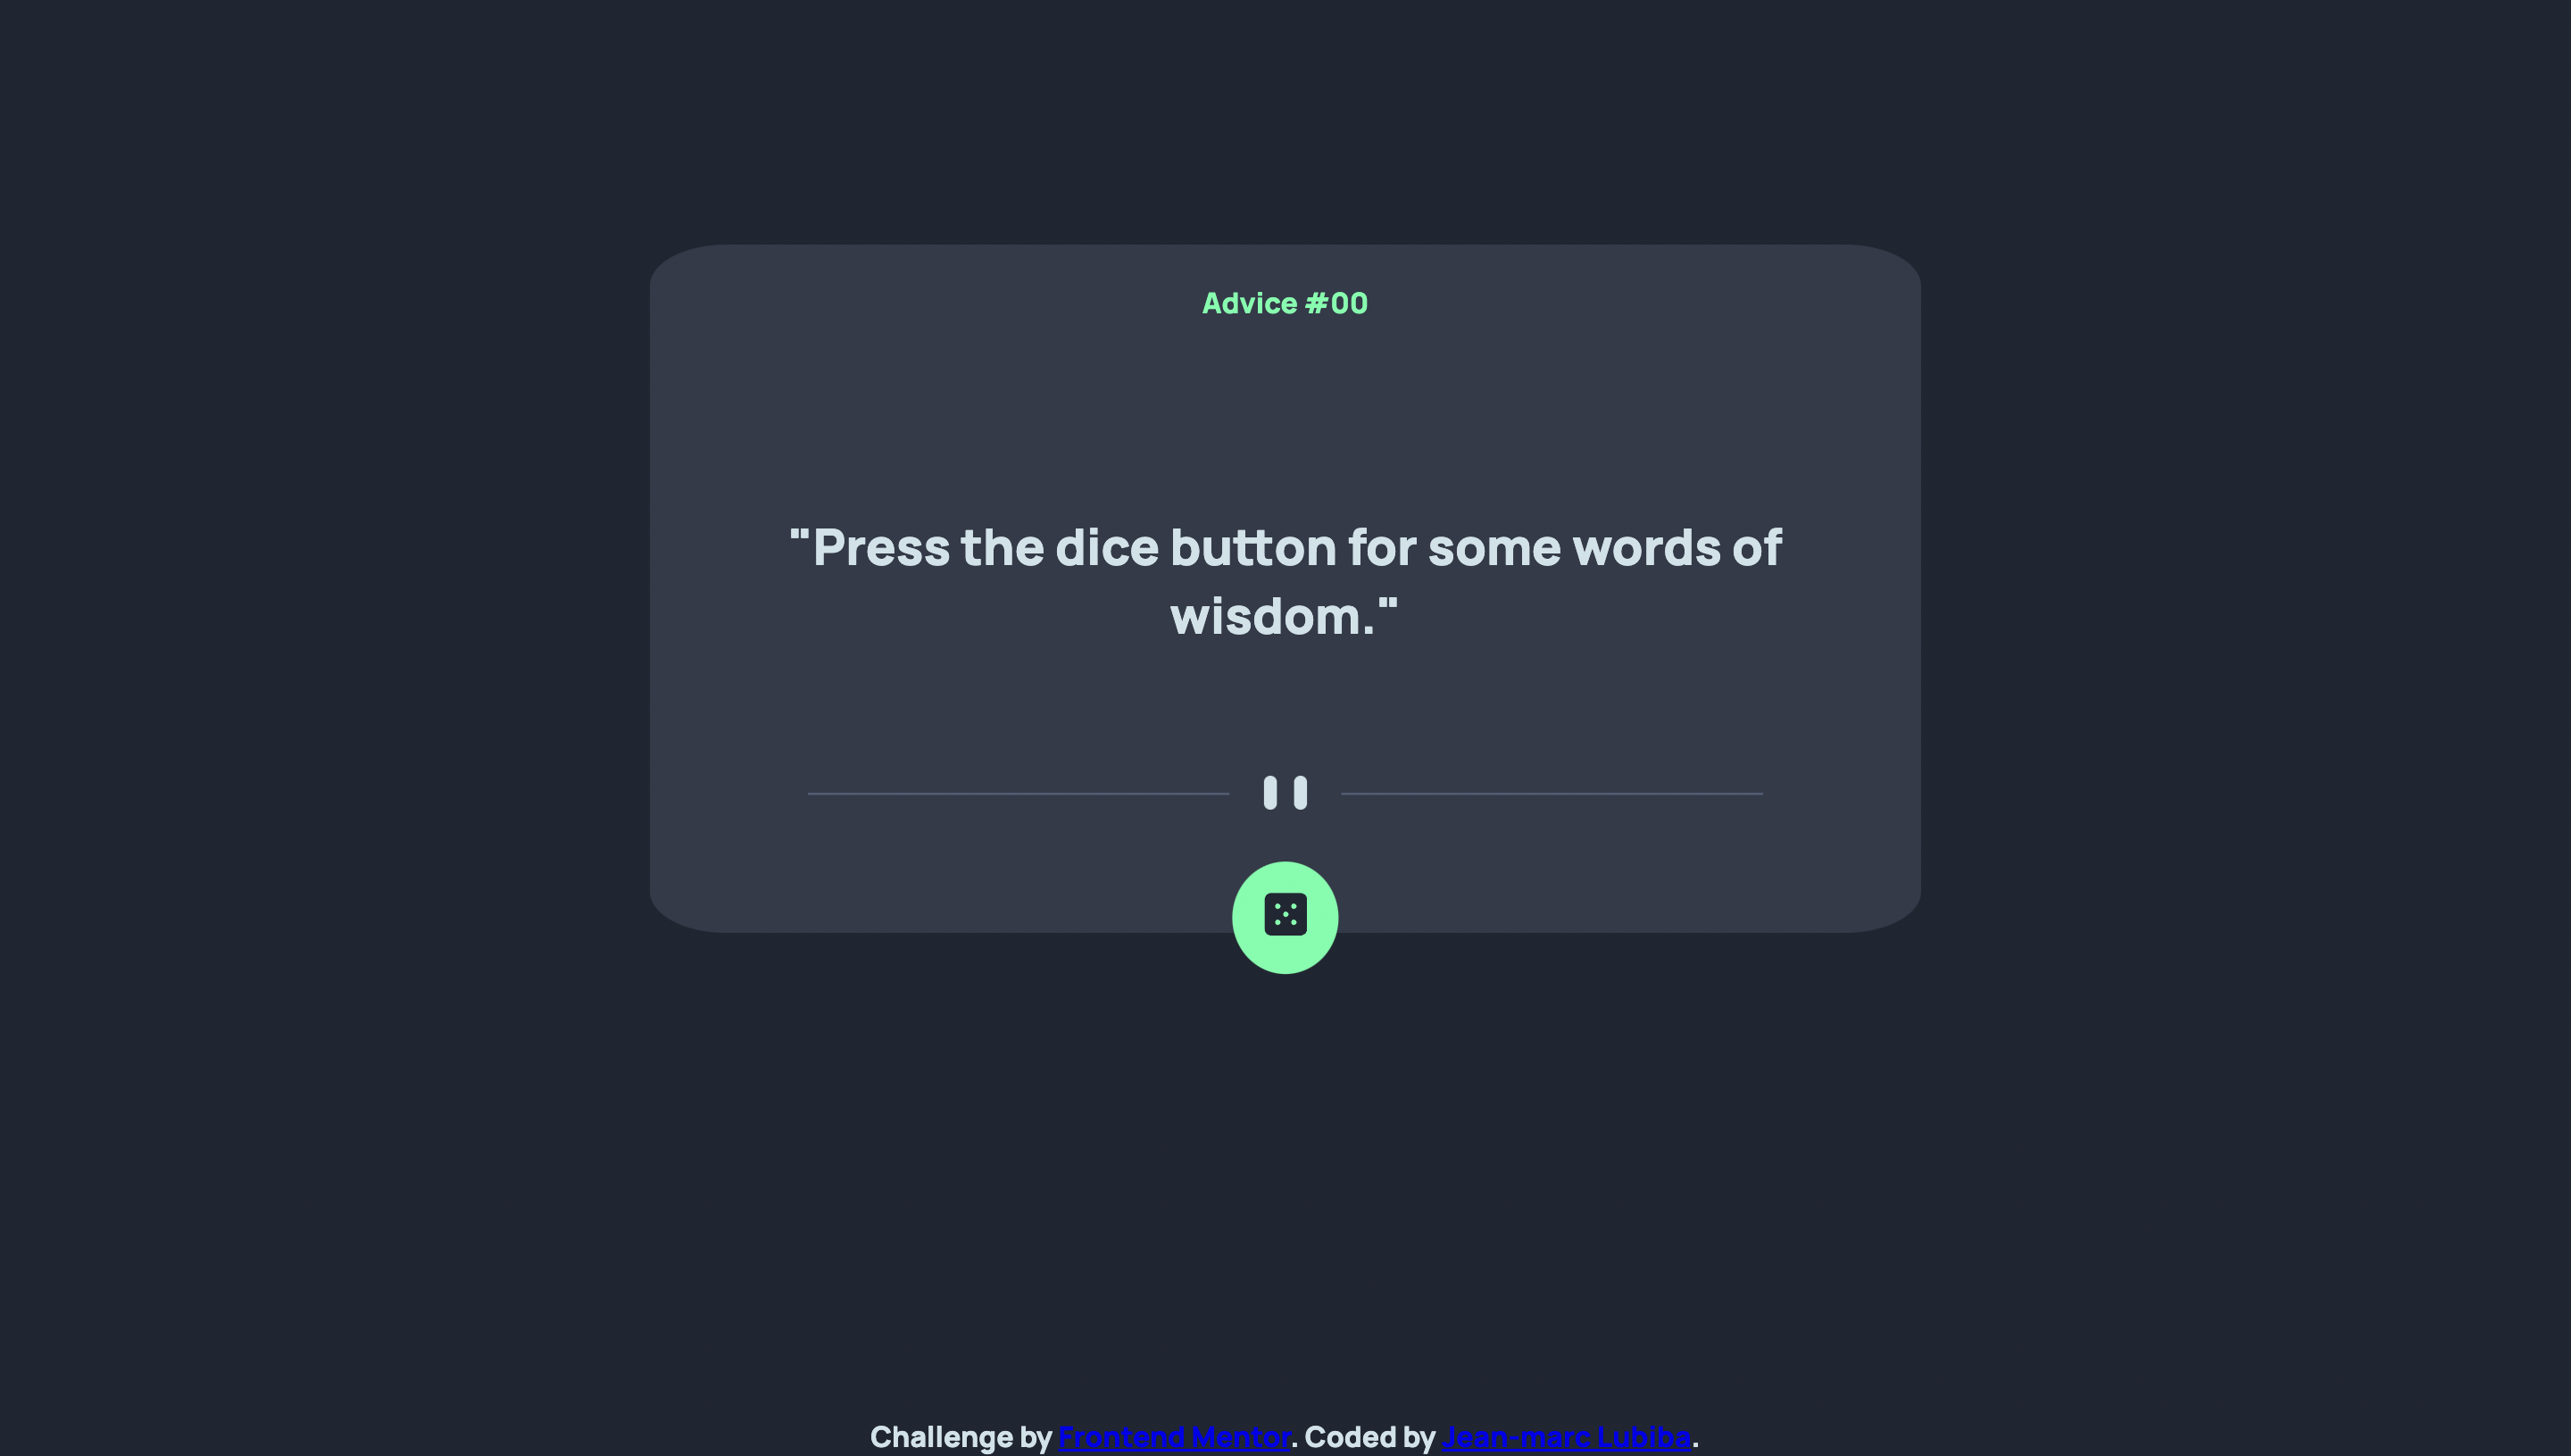 Advice #00
"Press the dice button for some words of
wisdom."
Challenge by Frontend Mentor. Coded by Jean-marc Lubiba.